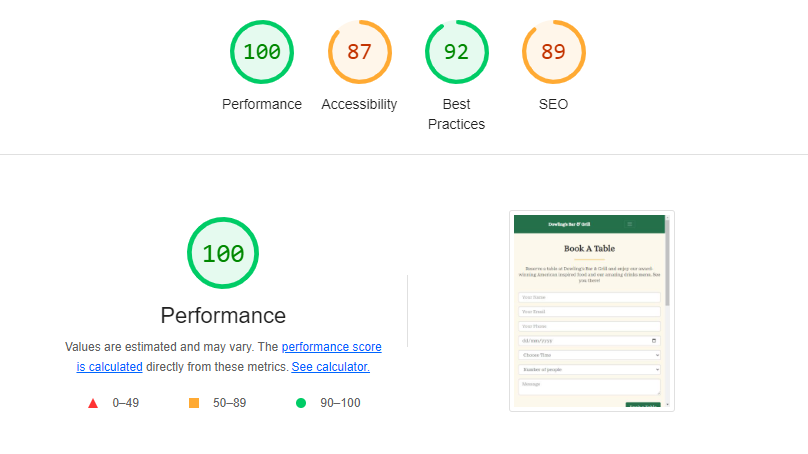 100
87
92
89
Performance
Accessibility
Best
Practices
SEO
100
Performance
Values are estimated and may vary. The performance score
is calculated directly from these metrics. See calculator.
0–49
50–89
90–100
Dowling's Bar & Grill
Book A Table
Reserve a table at Dowling's Bar & Grill and enjoy our award-
winning American inspired food and our amazing drinks menu. See
you there!
Your Name
Your Email
Your Phone
dd/mm/yyyy
Choose Time
Number of people
Message